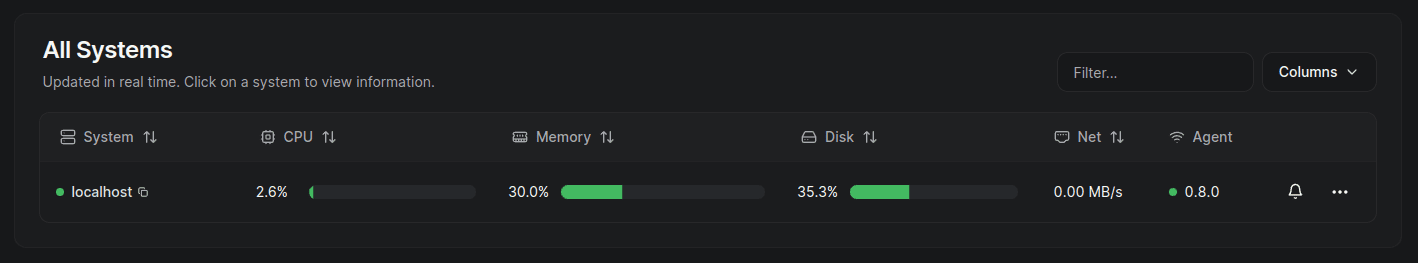 All Systems
Updated in real time. Click on a system to view information.
Filter...
Columns
System CPU Memory Disk Net Agent
localhost 2.6% 30.0% 35.3% 0.00 MB/s 0.8.0